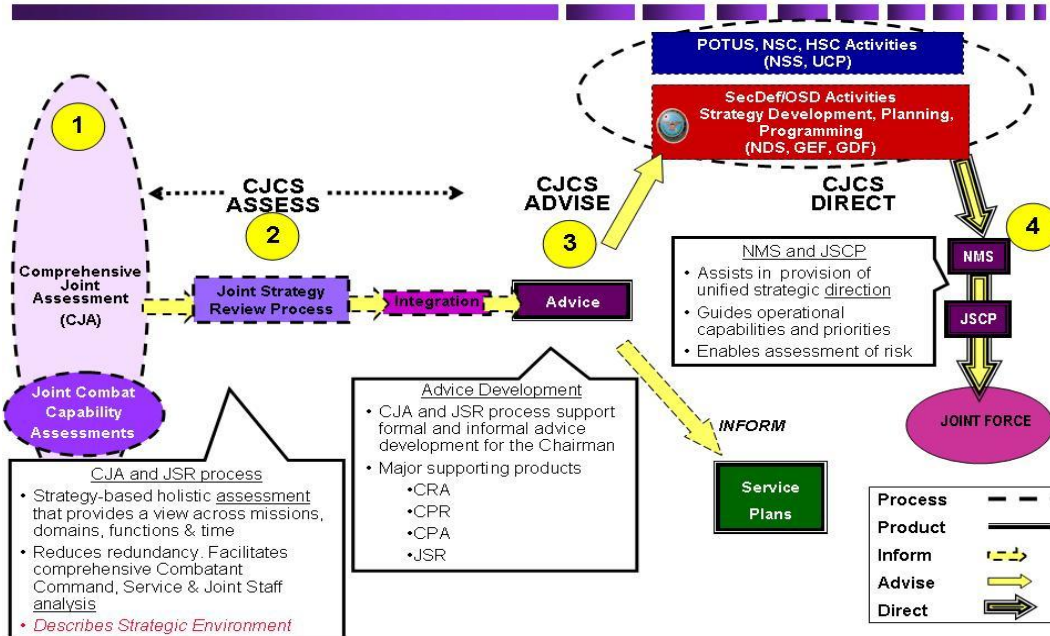 POTUS, NSC, HSC Activities
(NSS, UCP)
SecDef/OSD Activities
Strategy Development, Planning,
Programming
(NDS, GEF, GDF)
1
CJCS
ASSESS
2
CJCS
ADVISE
3
CJCS
DIRECT
4
Comprehensive
Joint
Assessment
(CJA)
Joint Strategy
Review Process
Integration
Advice
NMS and JSCP
• Assists in provision of
unified strategic direction
• Guides operational
capabilities and priorities
• Enables assessment of risk
NMS
JSCP
JOINT FORCE
Joint Combat
Capability
Assessments
CJA and JSR process
• Strategy-based holistic assessment
that provides a view across missions,
domains, functions & time
• Reduces redundancy. Facilitates
comprehensive Combatant
Command, Service & Joint Staff
analysis
• Describes Strategic Environment
Advice Development
• CJA and JSR process support
formal and informal advice
development for the Chairman
• Major supporting products
•CRA
•CPR
•CPA
•JSR
INFORM
Service
Plans
Process
Product
Inform
Advise
Direct